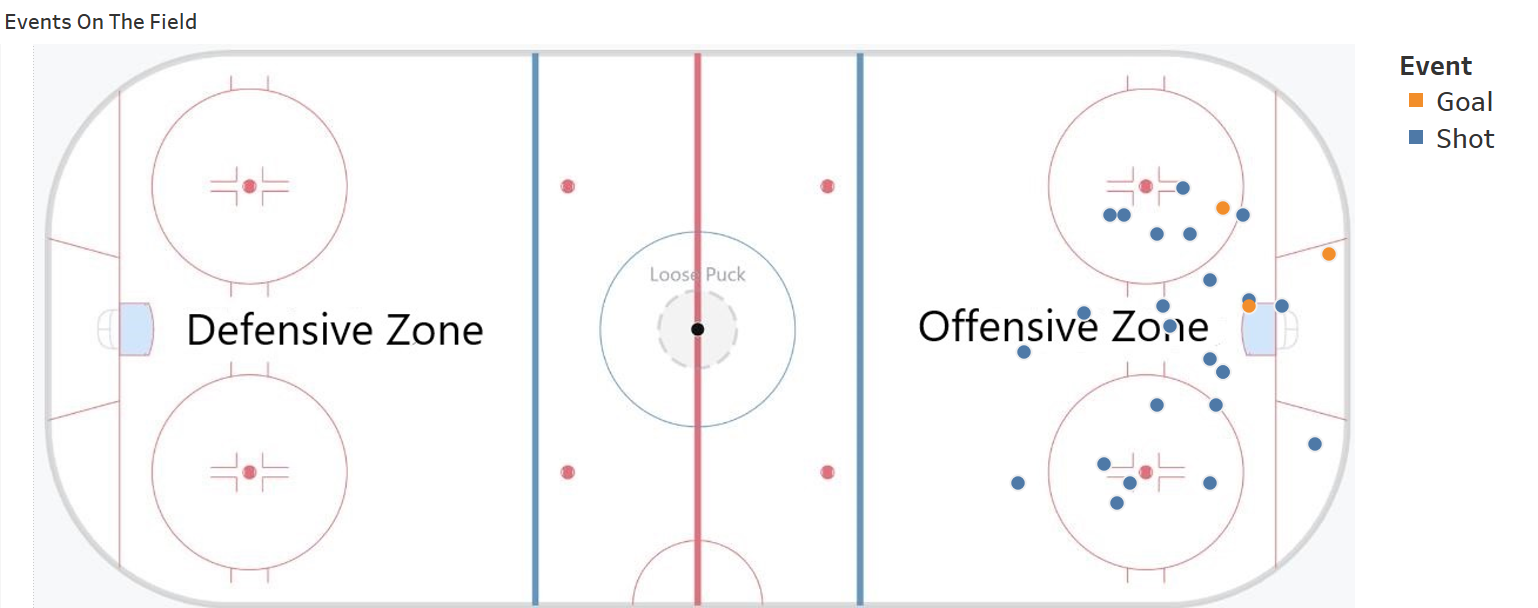 Events On The Field
Event
Goal
Shot
Loose Puck
Defensive Zone
Offensive Zone